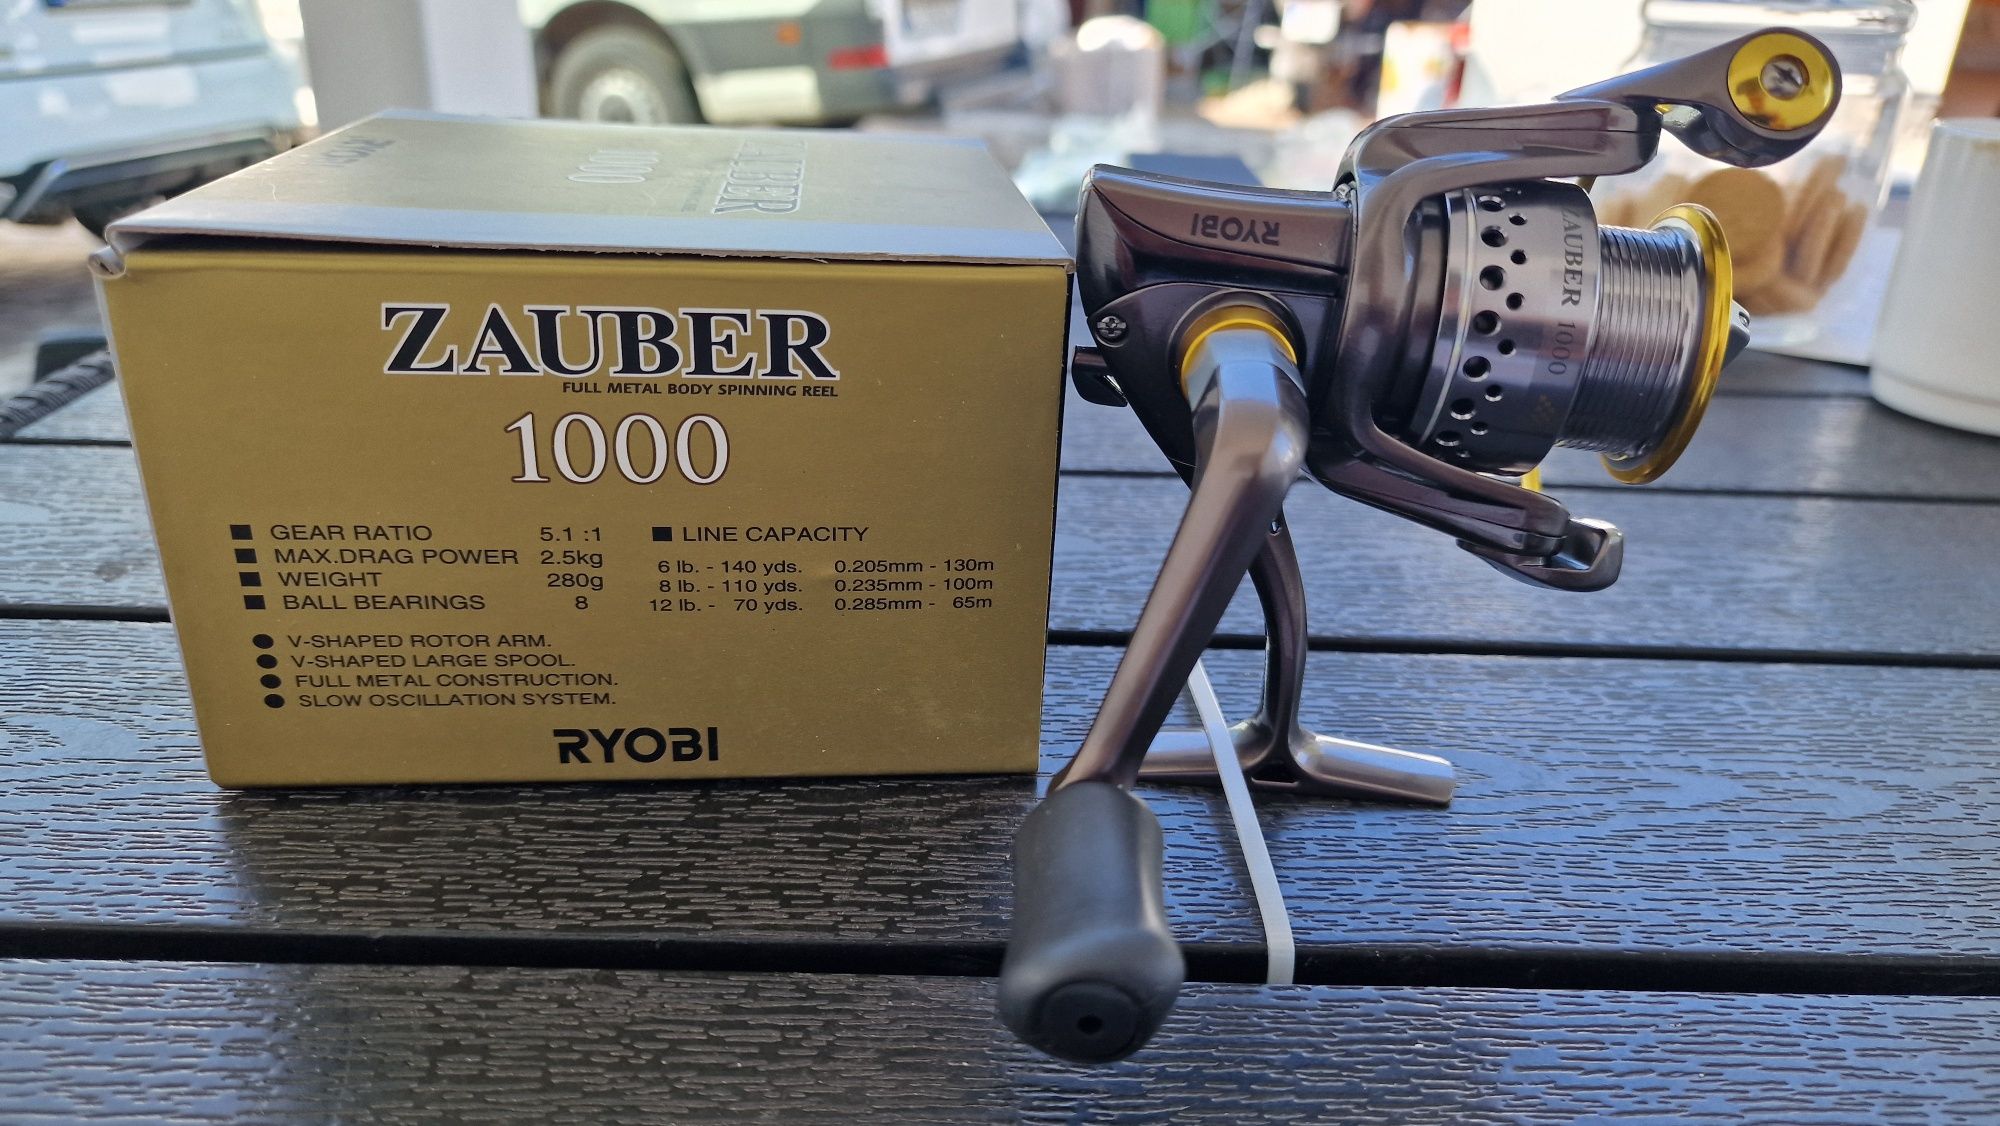 ZAUBER
1000
ZAUBER
FULL METAL BODY SPINNING REEL
1000
■ GEAR RATIO 5.1 :1
■ MAX.DRAG POWER 2.5kg
■ WEIGHT 280g
■ BALL BEARINGS 8
■ LINE CAPACITY
6 lb. - 140 yds. 0.205mm - 130m
8 lb. - 110 yds. 0.235mm - 100m
12 lb. - 70 yds. 0.285mm - 65m
● V-SHAPED ROTOR ARM.
● V-SHAPED LARGE SPOOL.
● FULL METAL CONSTRUCTION.
● SLOW OSCILLATION SYSTEM.
RYOBI
RYOBI
ZAUBER 1000